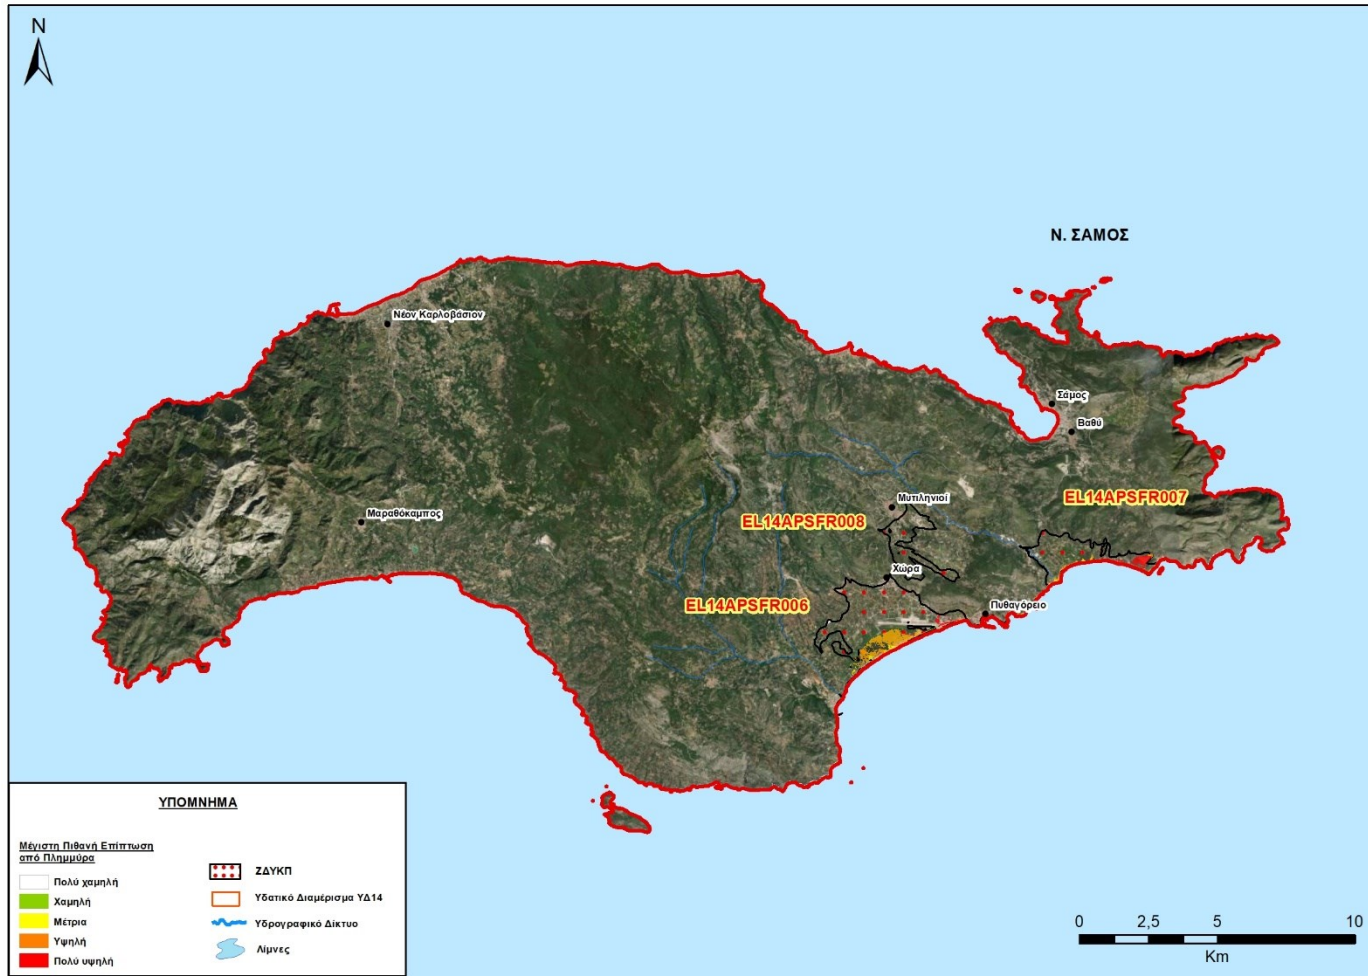 N
Ν. ΣΑΜΟΣ
Νέον Καρλοβάσιον
Σάμος
Βαθύ
EL14APSFR007
Μυτιληνιοί
Μαραθόκαμπος
EL14APSFR008
Χώρα
EL14APSFR006
Πυθαγόρειο
ΥΠΟΜΝΗΜΑ
Μέγιστη Πιθανή Επίπτωση
από Πλημμύρα
Πολύ χαμηλή
Χαμηλή
Μέτρια
Υψηλή
Πολύ υψηλή
ΖΔΥΚΠ
Υδατικό Διαμέρισμα ΥΔ14
Υδρογραφικό Δίκτυο
Λίμνες
0 2,5 5 10
Km